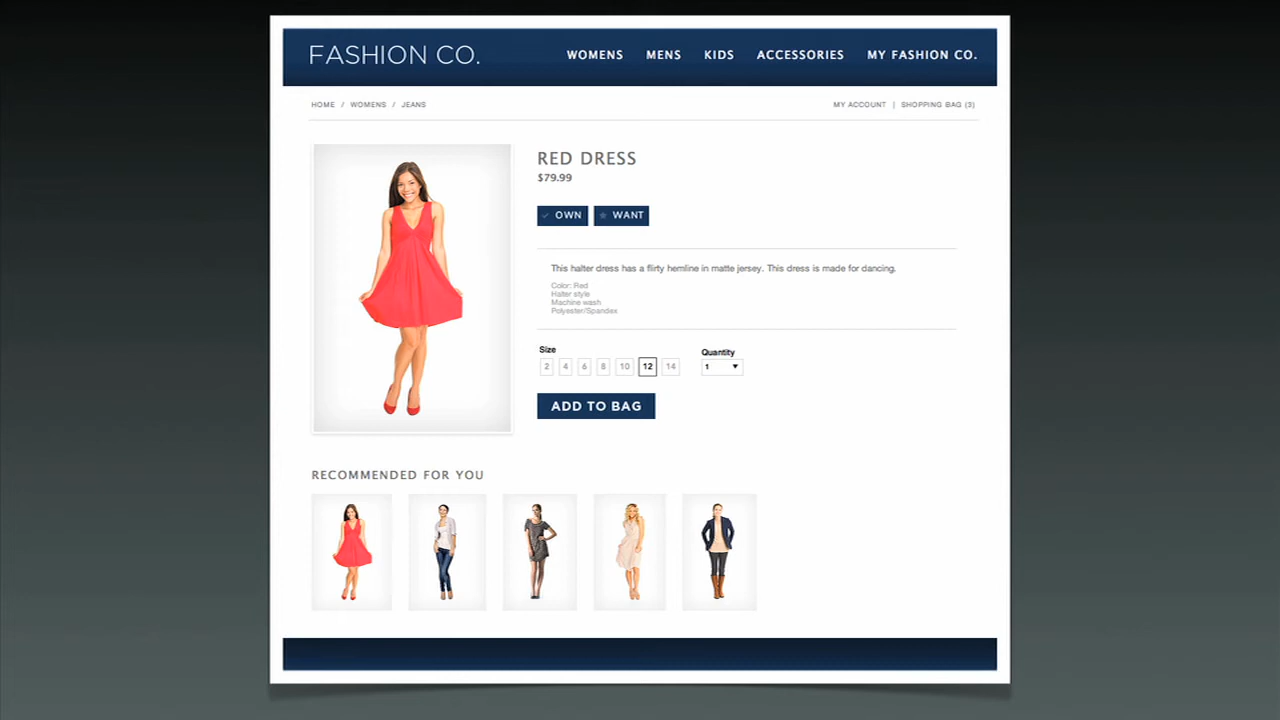 FASHION CO.
WOMENS MENS KIDS ACCESSORIES MY FASHION CO.
HOME / WOMENS / JEANS
MY ACCOUNT | SHOPPING BAG (3)
RED DRESS
$79.99
OWN WANT
This halter dress has a flirty hemline in matte jersey. This dress is made for dancing.
Color: Red
Halter style
Machine wash
Polyester/Spandex
Size
2 4 6 8 10 12 14
Quantity
1
ADD TO BAG
RECOMMENDED FOR YOU